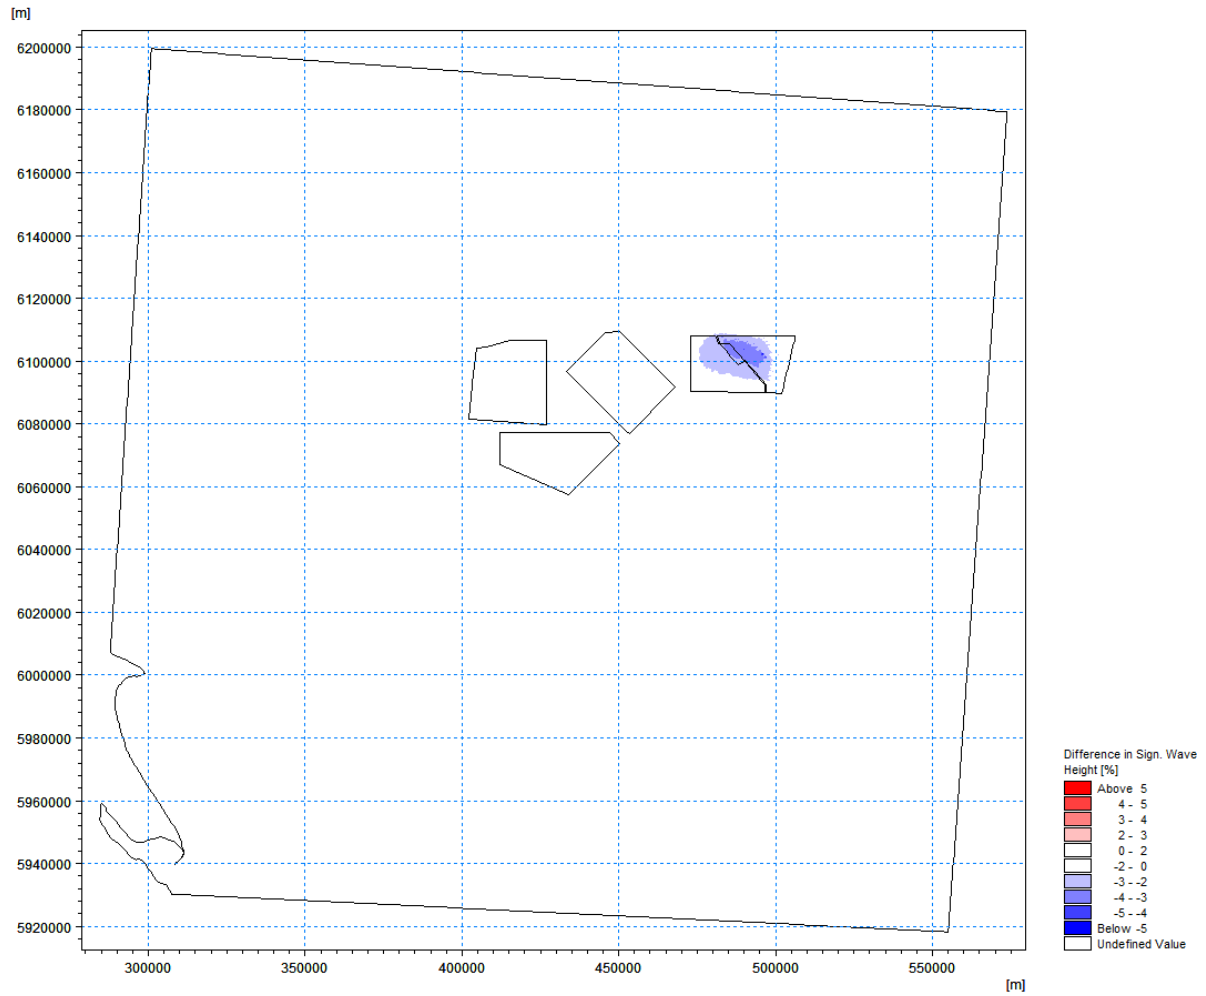 [m]
6200000
6180000
6160000
6140000
6120000
6100000
6080000
6060000
6040000
6020000
6000000
5980000
5960000
5940000
5920000
300000
350000
400000
450000
500000
550000
[m]
Difference in Sign. Wave
Height [%]
Above 5
4 - 5
3 - 4
2 - 3
0 - 2
-2 - 0
-3 - -2
-4 - -3
-5 - -4
Below -5
Undefined Value